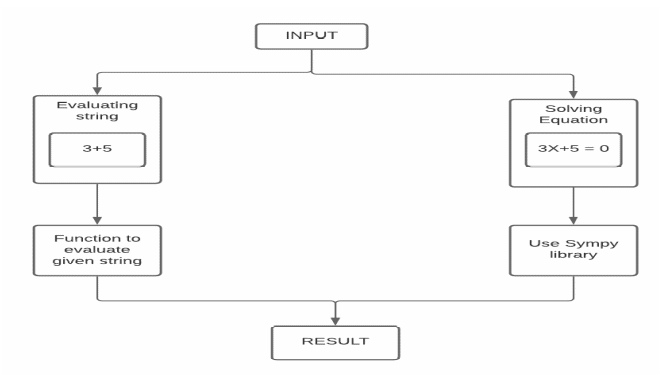 INPUT
Evaluating
string
3+5
Solving
Equation
3X+5 = 0
Function to
evaluate
given string
Use Sympy
library
RESULT